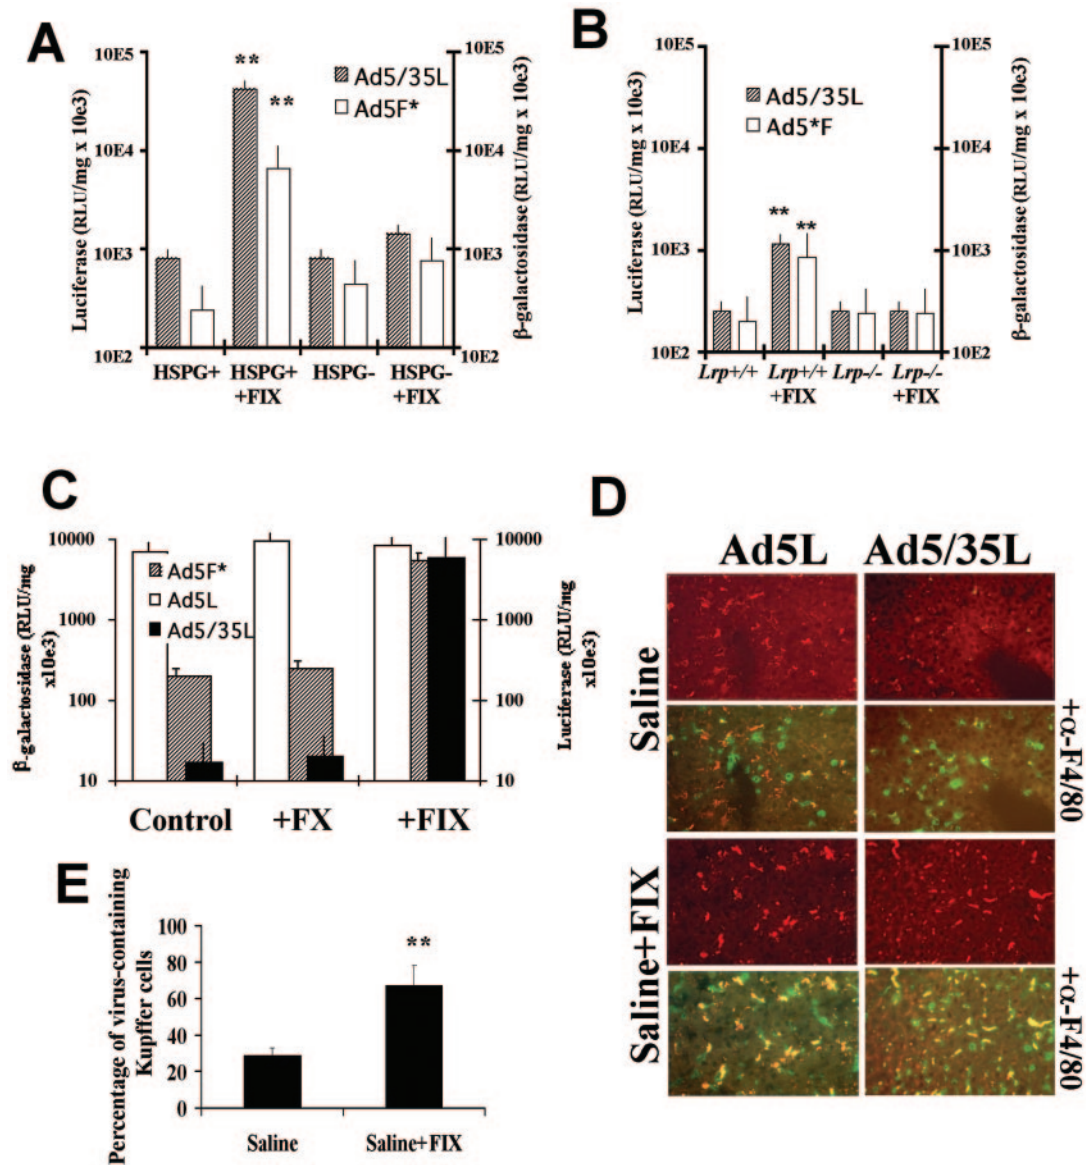 A
Luciferase (RLU/mg x 10e3)
10E5
10E4
10E3
10E2
** **
Ad5/35L
Ad5F*
10E5
10E4
10E3
10E2
β-galactosidase (RLU/mg x 10e3)
HSPG+ HSPG+ HSPG- HSPG-
+FIX +FIX
B
Luciferase (RLU/mg x 10e3)
10E5
10E4
10E3
10E2
Ad5/35L
Ad5*F
** **
10E5
10E4
10E3
10E2
β-galactosidase (RLU/mg x 10e3)
Lrp+/+ Lrp+/+ Lrp-/- Lrp-/-
+FIX +FIX
C
β-galactosidase (RLU/mg
x10e3)
10000
1000
100
10
Ad5F*
Ad5L
Ad5/35L
10000
1000
100
10
Luciferase (RLU/mg
x10e3)
Control +FX +FIX
D
Ad5L Ad5/35L
Saline
+α-F4/80
Saline+FIX
+α-F4/80
E
Percentage of virus-containing
Kupffer cells
100
80
60
40
20
0
**
Saline Saline+FIX